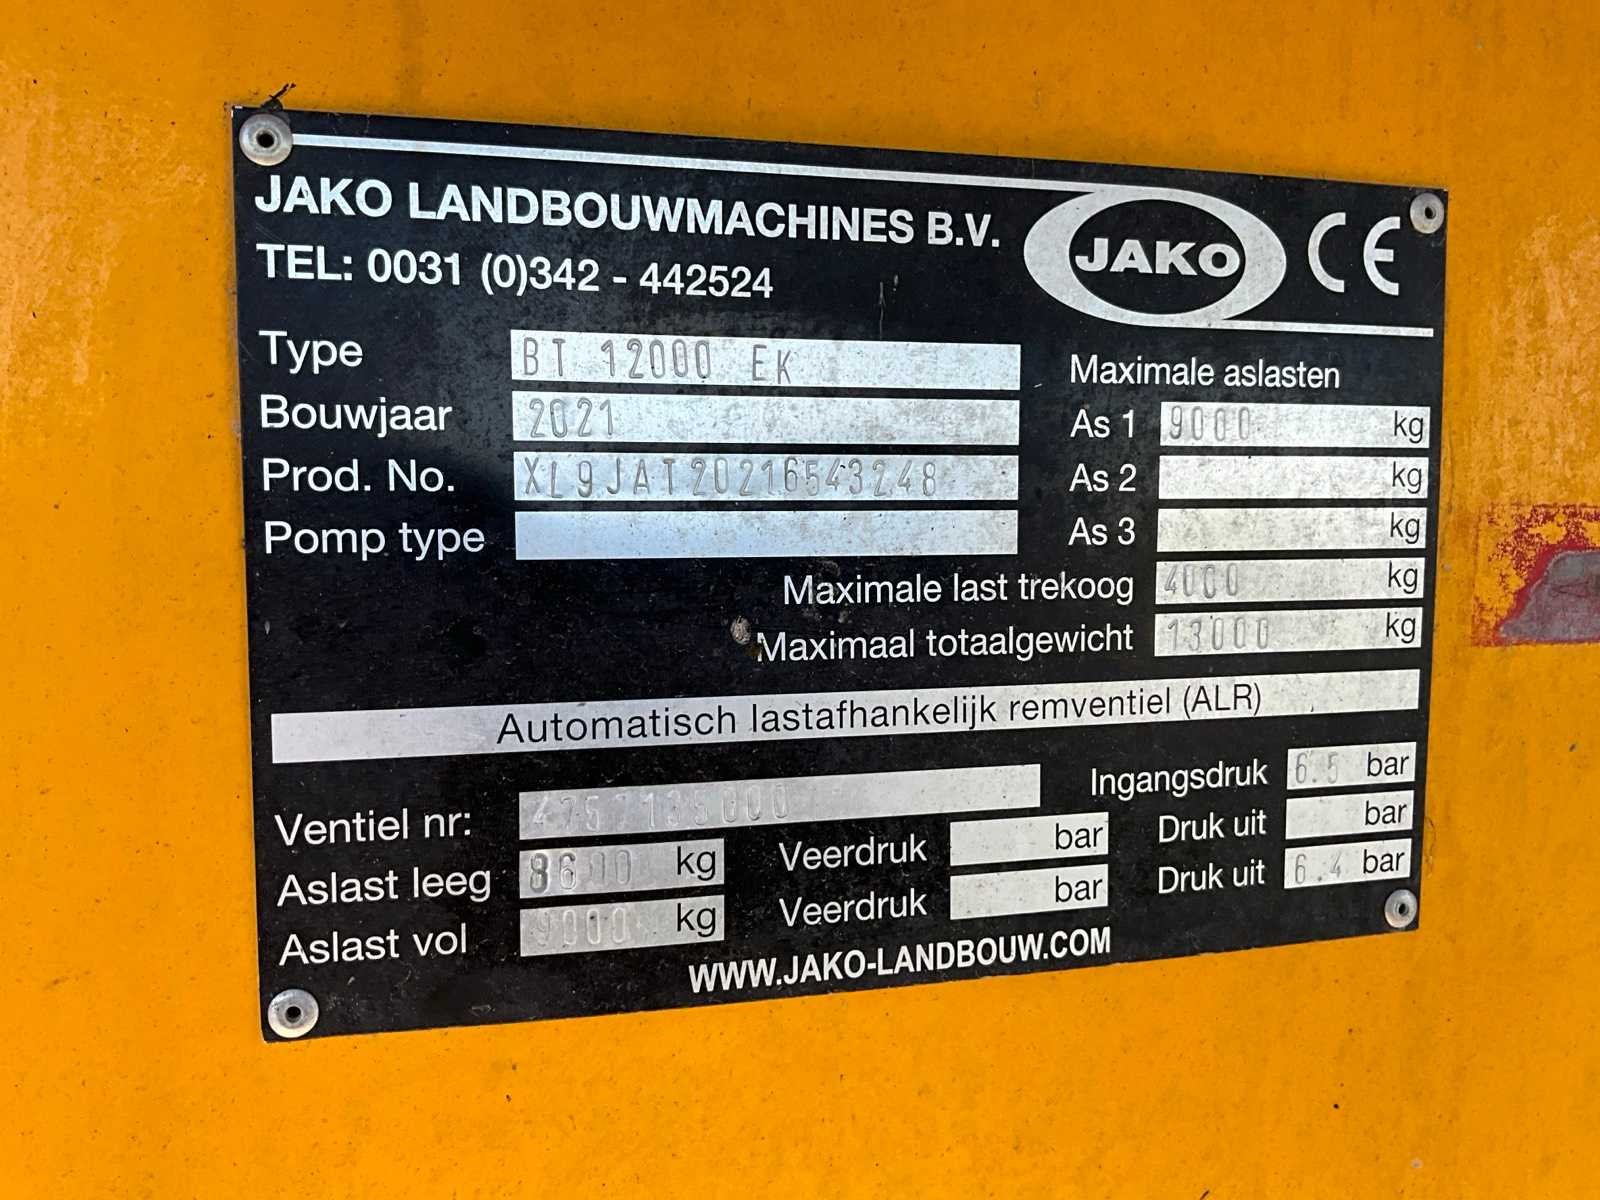 JAKO LANDBOUWMACHINES B.V.
TEL: 0031 (0)342 - 442524
JAKO
CE
Type BT 12000 EK
Bouwjaar 2021
Prod. No. XL9JAT20216543248
Pomp type
Maximale aslasten
As 1 9000 kg
As 2 kg
As 3 kg
Maximale last trekoog 4000 kg
Maximaal totaalgewicht 13000 kg
Automatisch lastafhankelijk remventiel (ALR)
Ventiel nr: Ingangsdruk 6.5 bar
Aslast leeg 8600 kg Veerdruk bar Druk uit bar
Aslast vol 9000 kg Veerdruk bar Druk uit 6.4 bar
WWW.JAKO-LANDBOUW.COM